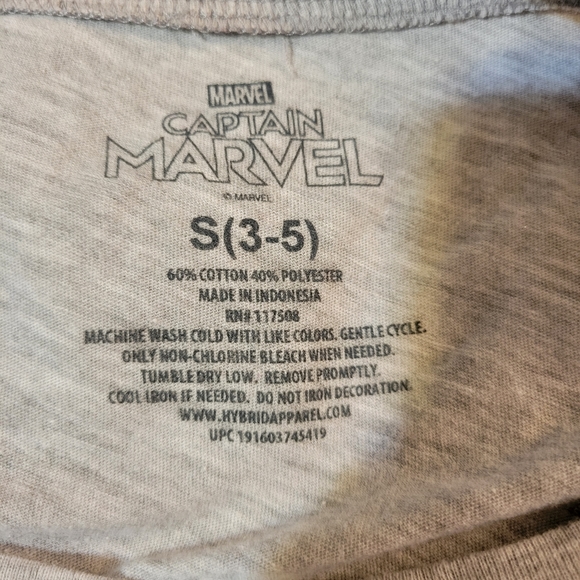 MARVEL
CAPTAIN
MARVEL
© MARVEL
S(3-5)
60% COTTON 40% POLYESTER
MADE IN INDONESIA
RN# 117508
MACHINE WASH COLD WITH LIKE COLORS. GENTLE CYCLE.
ONLY NON-CHLORINE BLEACH WHEN NEEDED.
TUMBLE DRY LOW. REMOVE PROMPTLY.
COOL IRON IF NEEDED. DO NOT IRON DECORATION.
WWW.HYBRIDAPPAREL.COM
UPC 191603745419